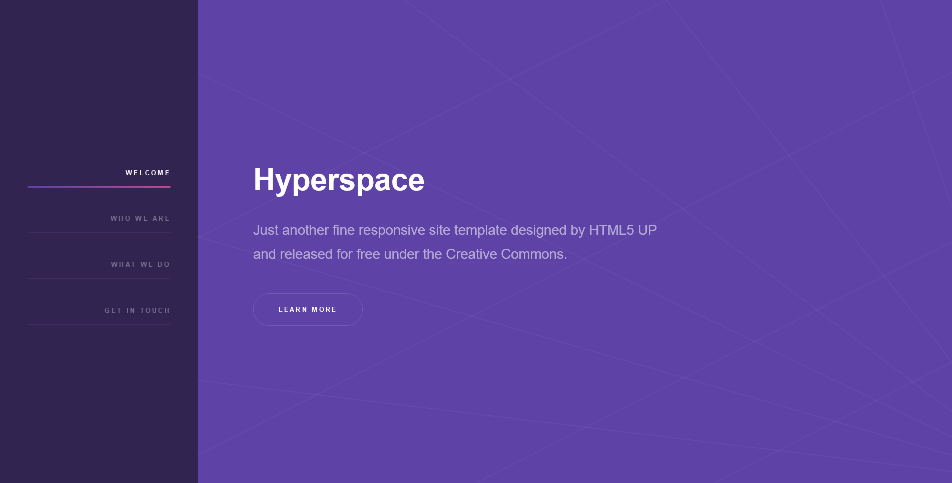 WELCOME
WHO WE ARE
WHAT WE DO
GET IN TOUCH
Hyperspace
Just another fine responsive site template designed by HTML5 UP
and released for free under the Creative Commons.
LEARN MORE